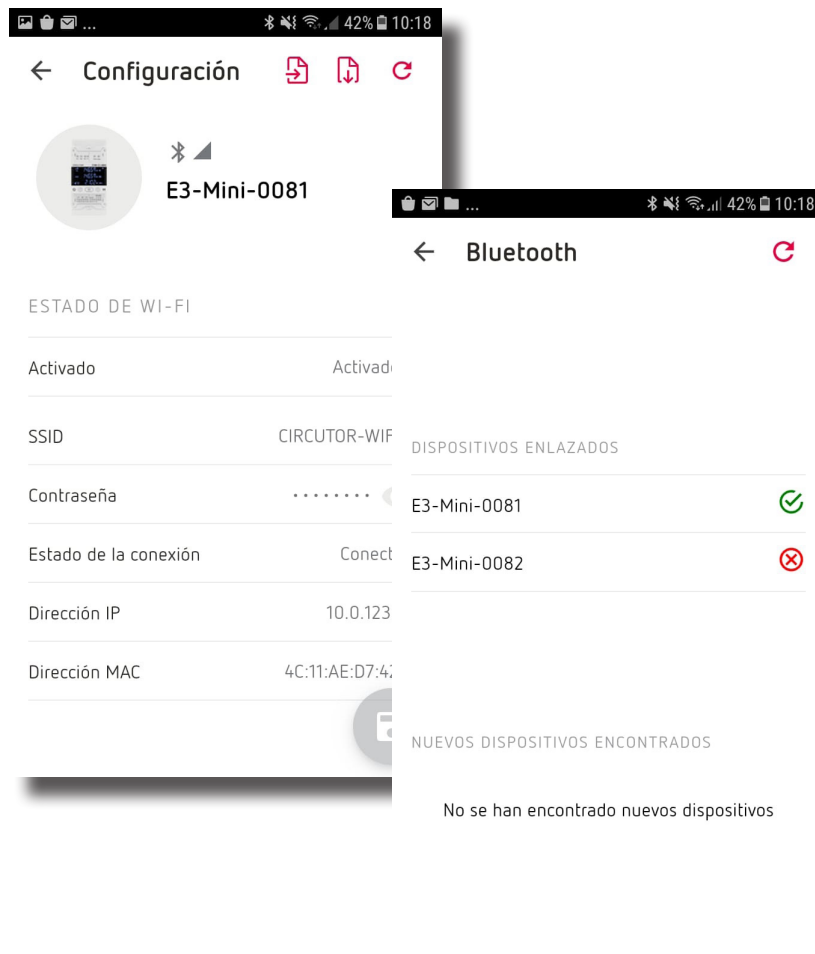 ... 42% 10:18
Configuración
E3-Mini-0081
ESTADO DE WI-FI
Activado Activad
SSID CIRCUTOR-WIF
Contraseña ········
Estado de la conexión Conect
Dirección IP 10.0.123
Dirección MAC 4C:11:AE:D7:42
... 42% 10:18
Bluetooth
DISPOSITIVOS ENLAZADOS
E3-Mini-0081
E3-Mini-0082
NUEVOS DISPOSITIVOS ENCONTRADOS
No se han encontrado nuevos dispositivos